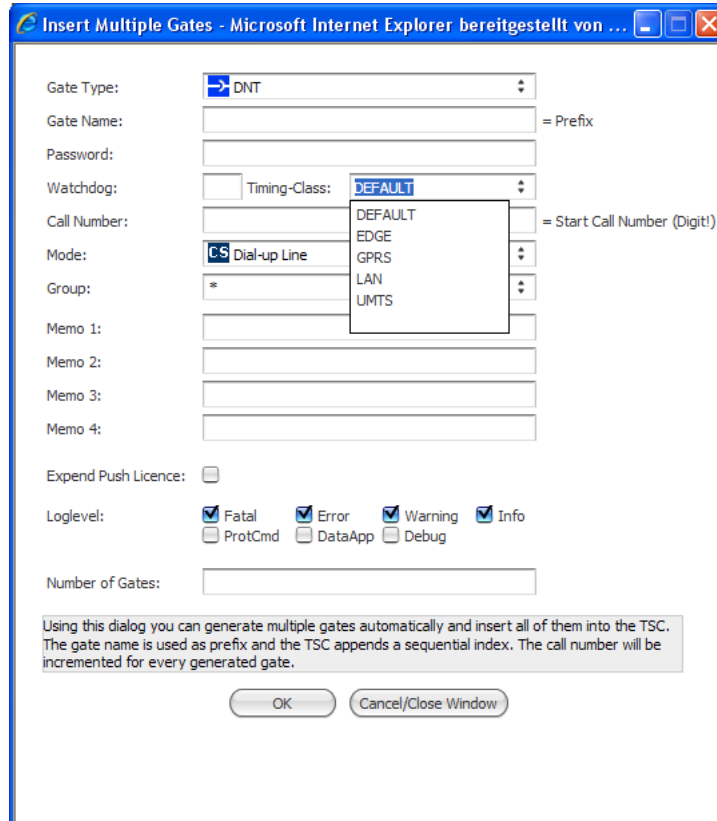 Insert Multiple Gates - Microsoft Internet Explorer bereitgestellt von ...
Gate Type: DNT
Gate Name: = Prefix
Password:
Watchdog: Timing-Class: DEFAULT
DEFAULT
Call Number: = Start Call Number (Digit!)
EDGE
Mode: CS Dial-up Line
GPRS
LAN
Group: *
UMTS
Memo 1:
Memo 2:
Memo 3:
Memo 4:
Expend Push Licence:
Loglevel: Fatal Error Warning Info
ProtCmd DataApp Debug
Number of Gates:
Using this dialog you can generate multiple gates automatically and insert all of them into the TSC.
The gate name is used as prefix and the TSC appends a sequential index. The call number will be
incremented for every generated gate.
OK Cancel/Close Window